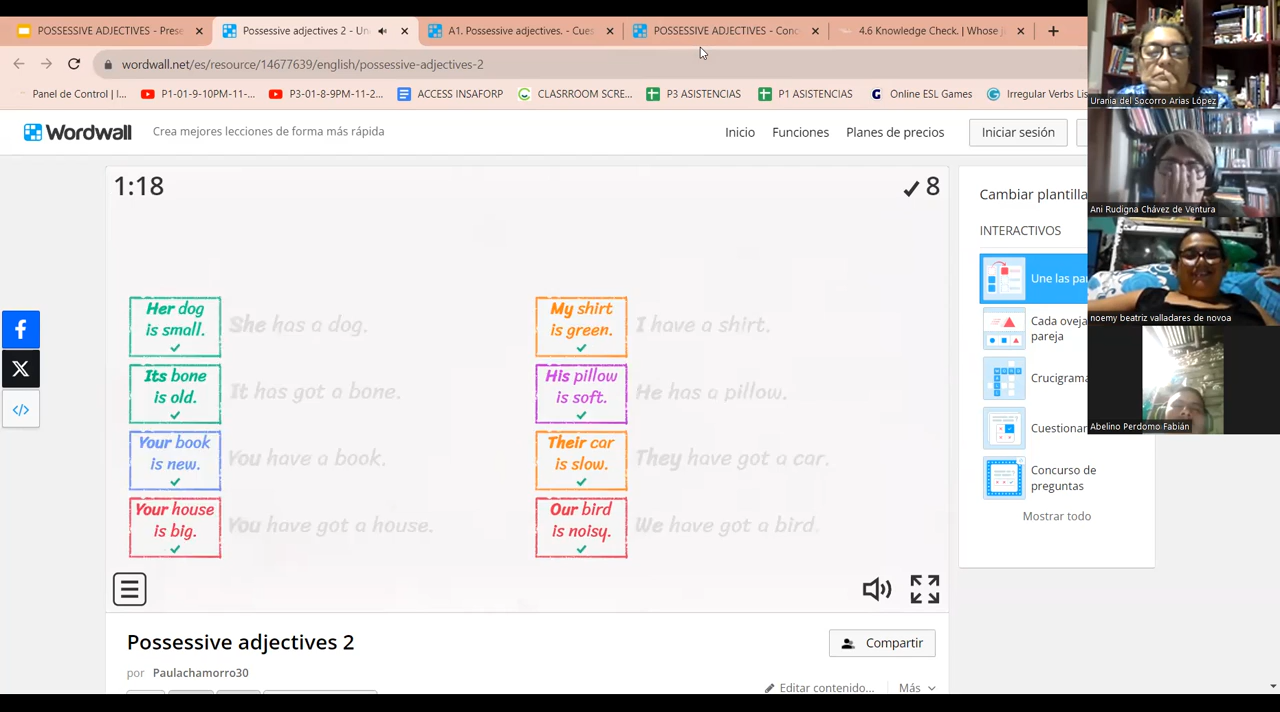 POSSESSIVE ADJECTIVES - Prese
Possessive adjectives 2 - Un
A1. Possessive adjectives. - Cues
POSSESSIVE ADJECTIVES - Conc
4.6 Knowledge Check. | Whose j
wordwall.net/es/resource/14677639/english/possessive-adjectives-2
Panel de Control | I...
P1-01-9-10PM-11-...
P3-01-8-9PM-11-2...
ACCESS INSAFORP
CLASRROOM SCRE...
P3 ASISTENCIAS
P1 ASISTENCIAS
Online ESL Games
Irregular Verbs Lis
Wordwall
Crea mejores lecciones de forma más rápida
Inicio
Funciones
Planes de precios
Iniciar sesión
1:18
8
Her dog
is small.
She has a dog.
Its bone
is old.
It has got a bone.
Your book
is new.
You have a book.
Your house
is big.
You have got a house.
My shirt
is green.
I have a shirt.
His pillow
is soft.
He has a pillow.
Their car
is slow.
They have got a car.
Our bird
is noisy.
We have got a bird.
Possessive adjectives 2
por Paulachamorro30
Compartir
Editar contenido...
Más
Cambiar plantilla
INTERACTIVOS
Une las pa
Cada oveja
pareja
Crucigrama
Cuestionar
Concurso de
preguntas
Mostrar todo
Urania del Socorro Arias López
Ani Rudigna Chávez de Ventura
noemy beatriz valladares de novoa
Abelino Perdomo Fabián